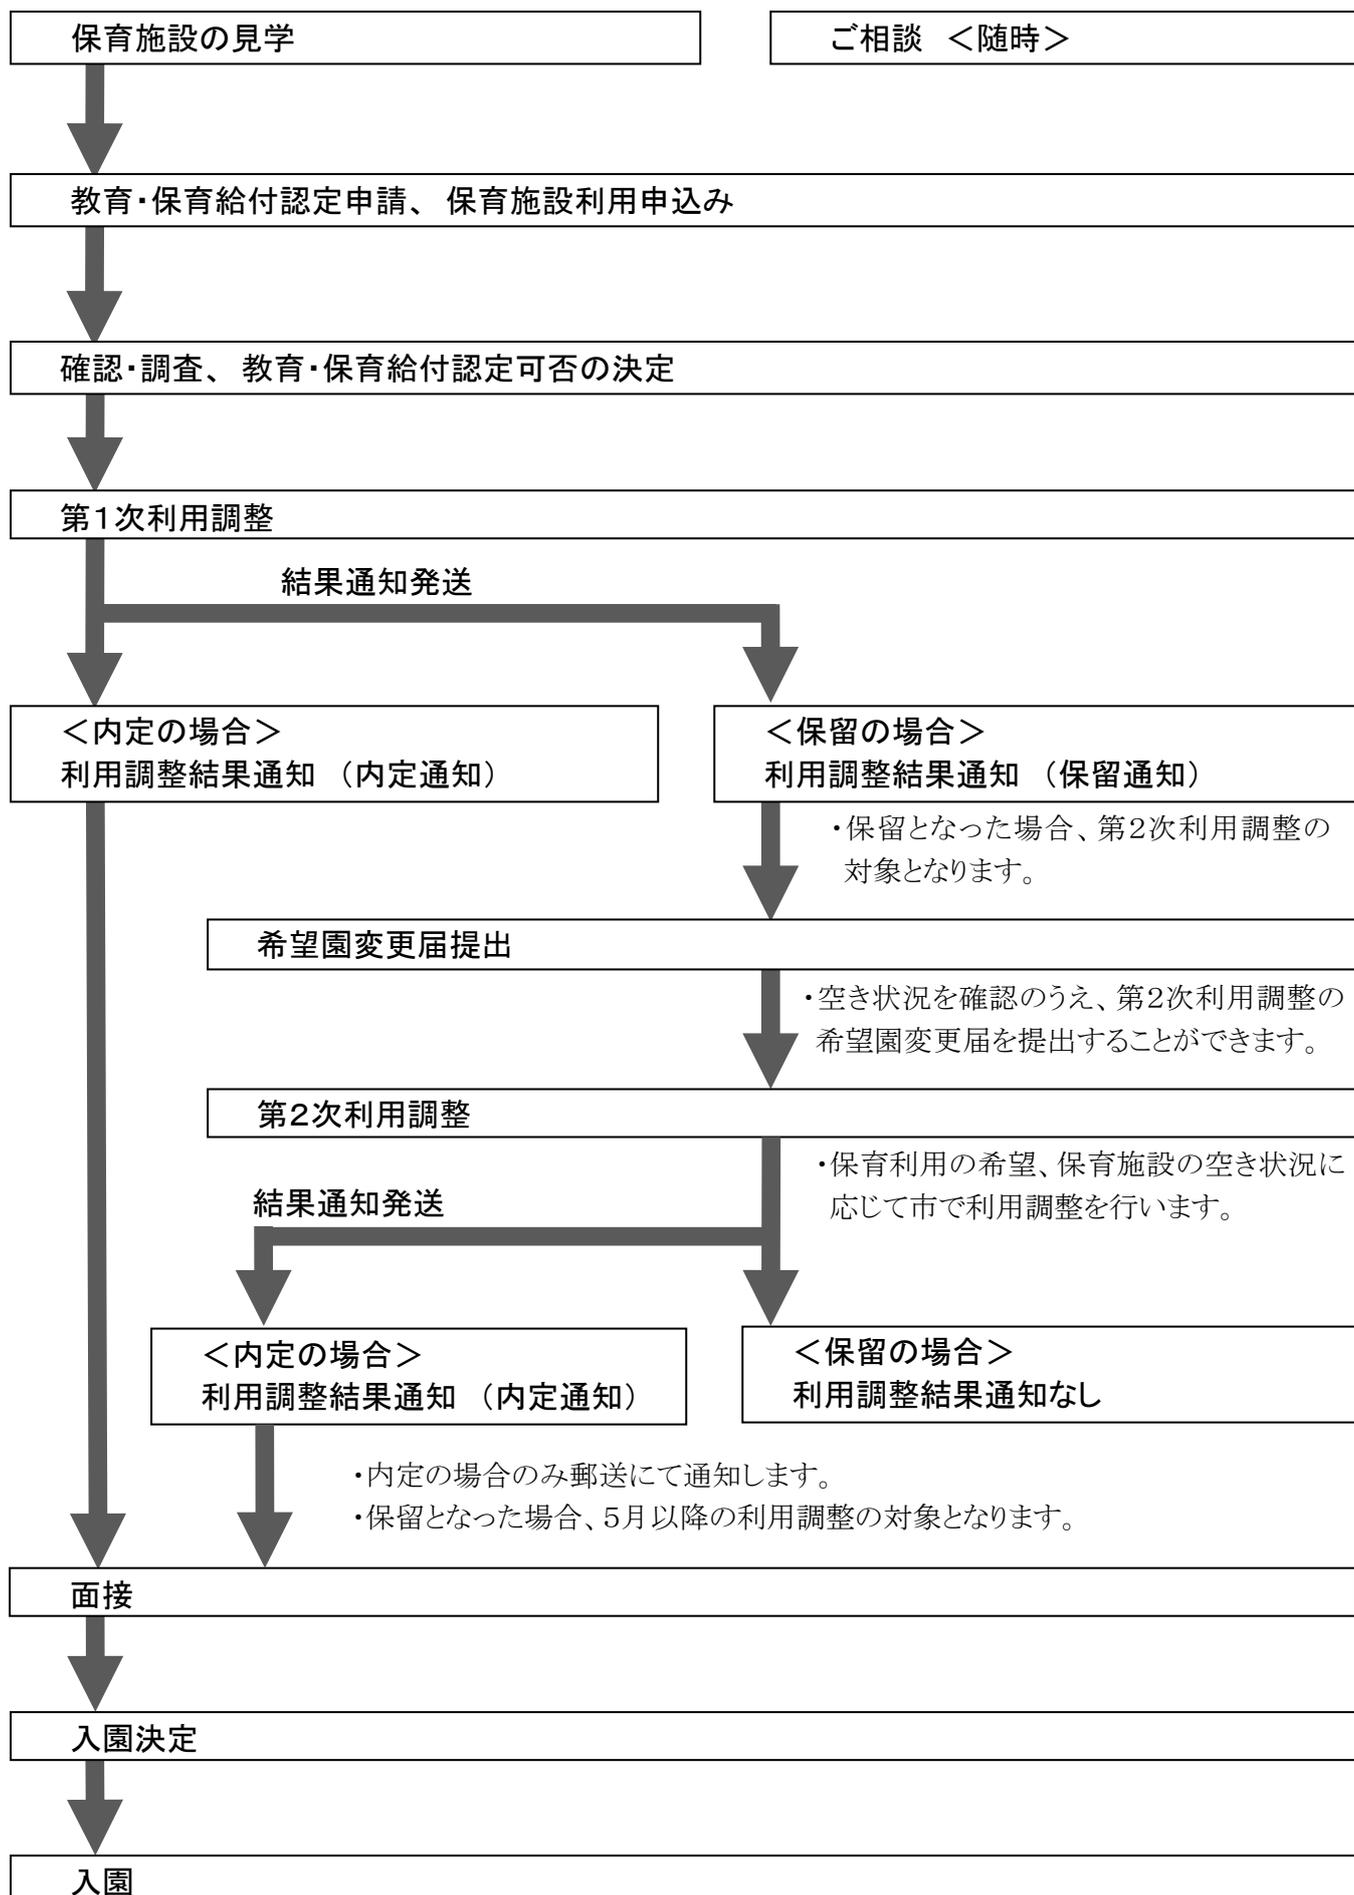 保育施設の見学
ご相談 ＜随時＞
教育・保育給付認定申請、保育施設利用申込み
確認・調査、教育・保育給付認定可否の決定
第1次利用調整
結果通知発送
＜内定の場合＞
利用調整結果通知（内定通知）
＜保留の場合＞
利用調整結果通知（保留通知）
・保留となった場合、第2次利用調整の
対象となります。
希望園変更届提出
・空き状況を確認のうえ、第2次利用調整の
希望園変更届を提出することができます。
第2次利用調整
・保育利用の希望、保育施設の空き状況に
応じて市で利用調整を行います。
結果通知発送
＜内定の場合＞
利用調整結果通知（内定通知）
＜保留の場合＞
利用調整結果通知なし
・内定の場合のみ郵送にて通知します。
・保留となった場合、5月以降の利用調整の対象となります。
面接
入園決定
入園